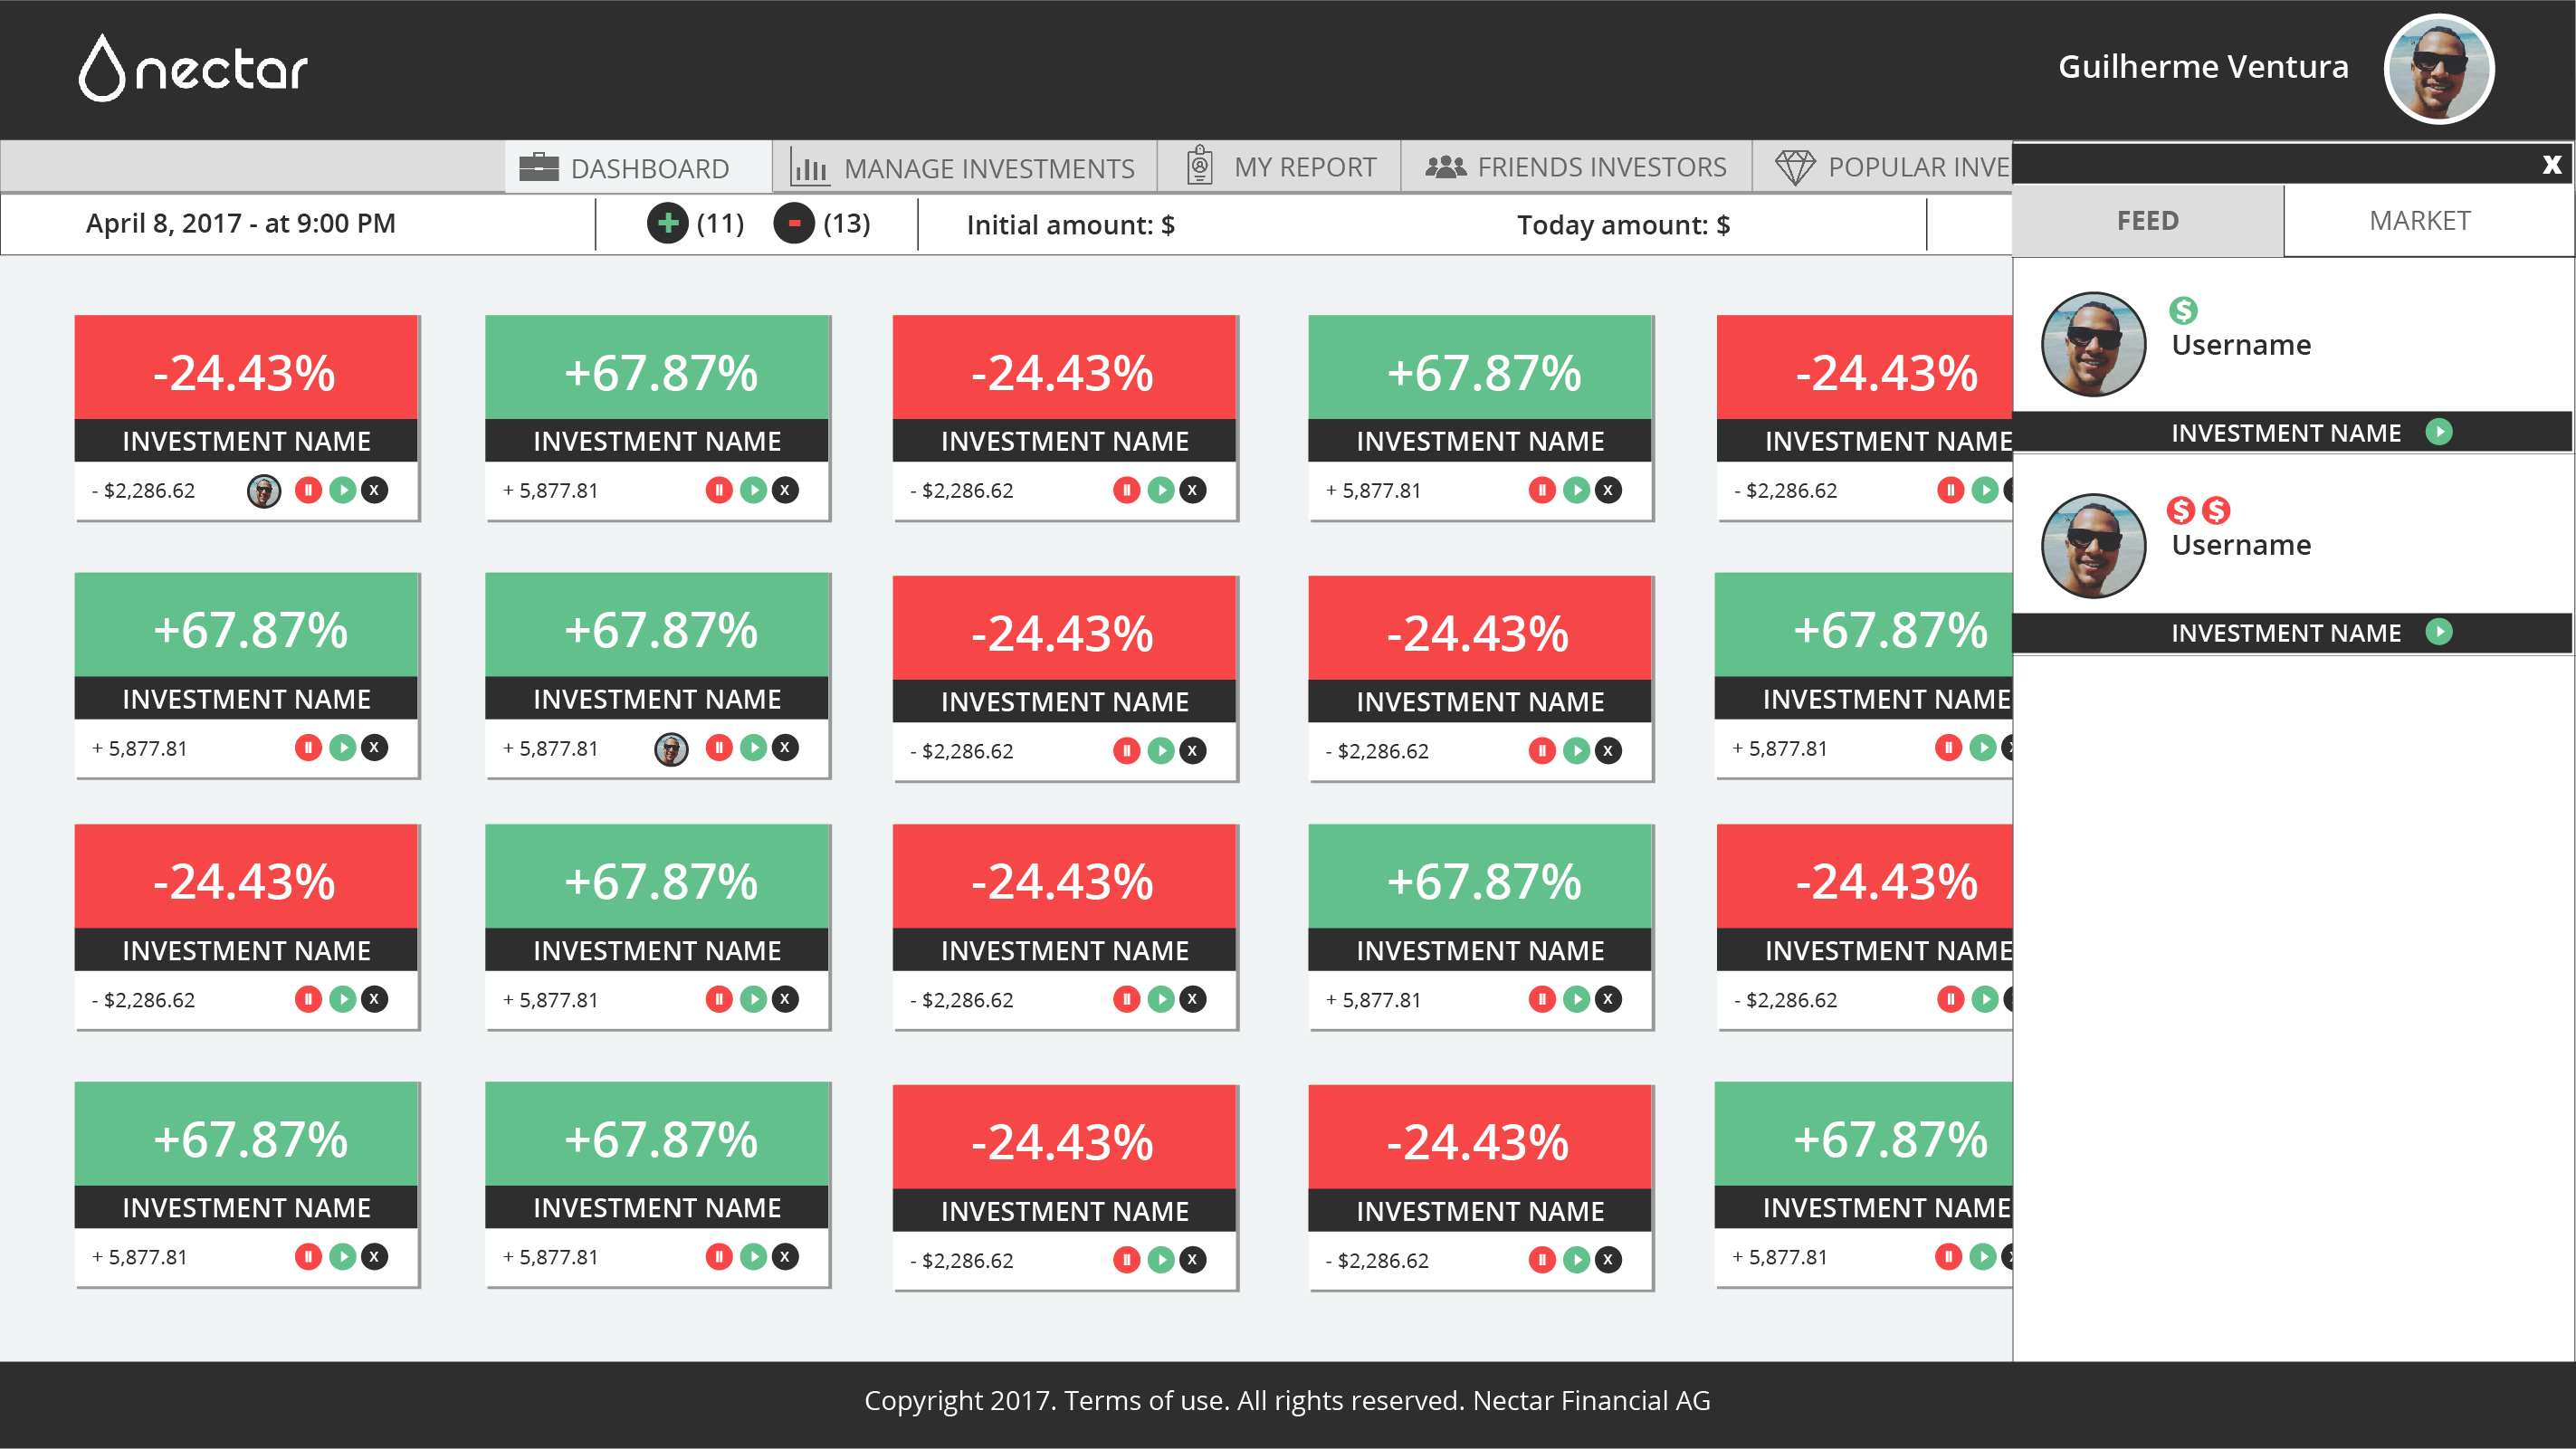 nectar
Guilherme Ventura
DASHBOARD
MANAGE INVESTMENTS
MY REPORT
FRIENDS INVESTORS
POPULAR INVE
X
April 8, 2017 - at 9:00 PM
+ (11) - (13)
Initial amount: $
Today amount: $
FEED
MARKET
-24.43%
INVESTMENT NAME
- $2,286.62 X
+67.87%
INVESTMENT NAME
+ 5,877.81 X
-24.43%
INVESTMENT NAME
- $2,286.62 X
+67.87%
INVESTMENT NAME
+ 5,877.81 X
-24.43%
INVESTMENT NAME
- $2,286.62
+67.87%
INVESTMENT NAME
+ 5,877.81 X
+67.87%
INVESTMENT NAME
+ 5,877.81 X
-24.43%
INVESTMENT NAME
- $2,286.62 X
-24.43%
INVESTMENT NAME
- $2,286.62 X
+67.87%
INVESTMENT NAME
+ 5,877.81
-24.43%
INVESTMENT NAME
- $2,286.62 X
+67.87%
INVESTMENT NAME
+ 5,877.81 X
-24.43%
INVESTMENT NAME
- $2,286.62 X
+67.87%
INVESTMENT NAME
+ 5,877.81 X
-24.43%
INVESTMENT NAME
- $2,286.62
+67.87%
INVESTMENT NAME
+ 5,877.81 X
+67.87%
INVESTMENT NAME
+ 5,877.81 X
-24.43%
INVESTMENT NAME
- $2,286.62 X
-24.43%
INVESTMENT NAME
- $2,286.62 X
+67.87%
INVESTMENT NAME
+ 5,877.81
$
Username
INVESTMENT NAME
$ $
Username
INVESTMENT NAME
Copyright 2017. Terms of use. All rights reserved. Nectar Financial AG